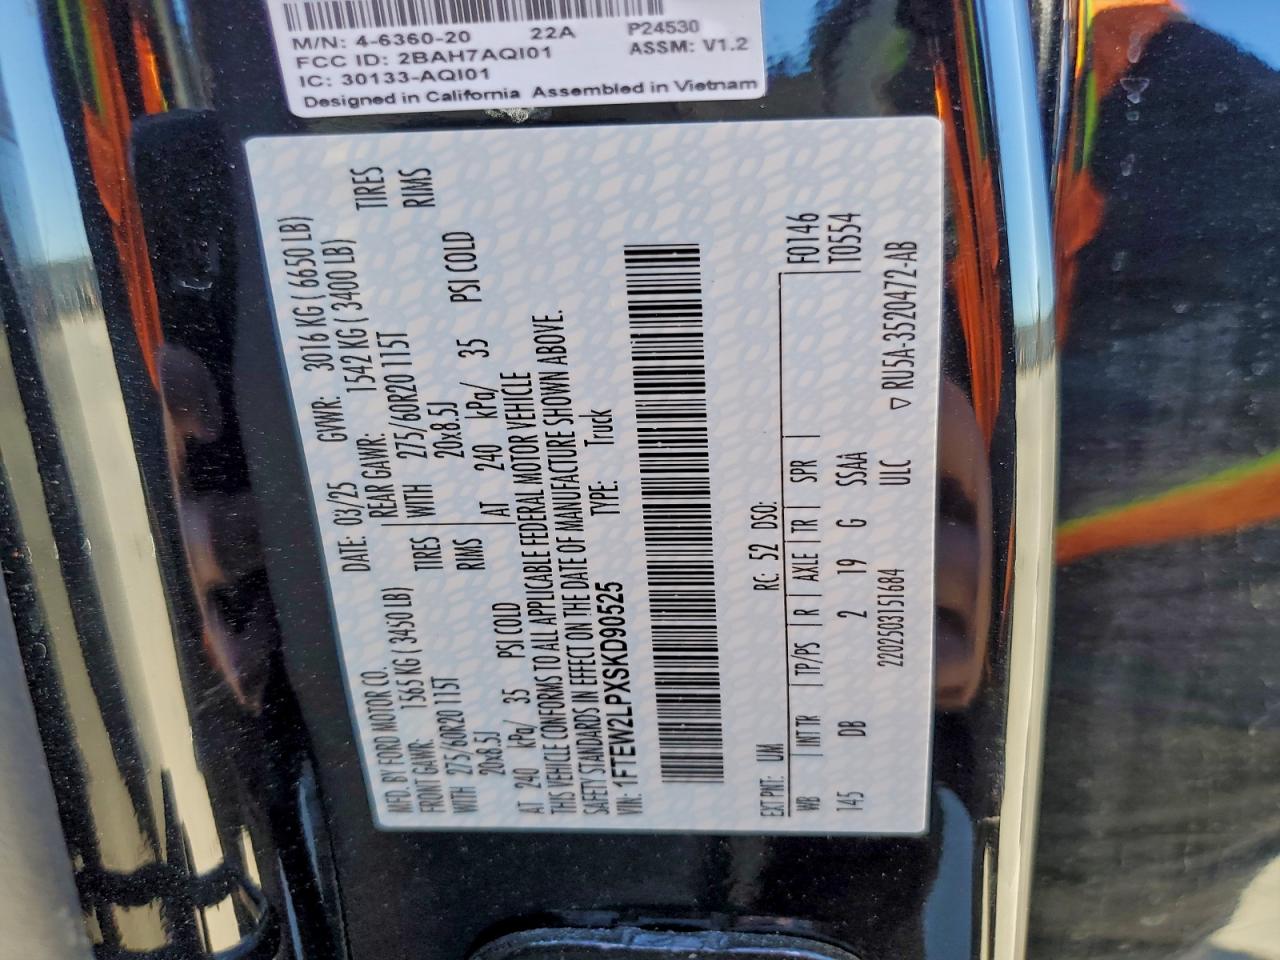 M/N: 4-6360-20 22A P24530
FCC ID: 2BAH7AQI01 ASSM: V1.2
IC: 30133-AQI01
Designed in California Assembled in Vietnam
MFD. BY FORD MOTOR CO. DATE: 03/25 GVWR: 3016 KG ( 6650 LB)
FRONT GAWR: 1565 KG ( 3450 LB) REAR GAWR: 1542 KG ( 3400 LB)
WITH 275/60R20 115T TIRES WITH 275/60R20 115T TIRES
20x8.5J RIMS 20x8.5J RIMS
AT 240 kPa/ 35 PSI COLD AT 240 kPa/ 35 PSI COLD
THIS VEHICLE CONFORMS TO ALL APPLICABLE FEDERAL MOTOR VEHICLE
SAFETY STANDARDS IN EFFECT ON THE DATE OF MANUFACTURE SHOWN ABOVE.
VIN: 1FTEW2LPXSKD90525 TYPE: Truck
EXT PNT: UM RC: 52 DSO: F0146
WB INT TR TP/PS R AXLE TR SPR T0554
145 DB 2 19 G SSAA
2202503151684 ULC ▽ RU5A-3520472-AB